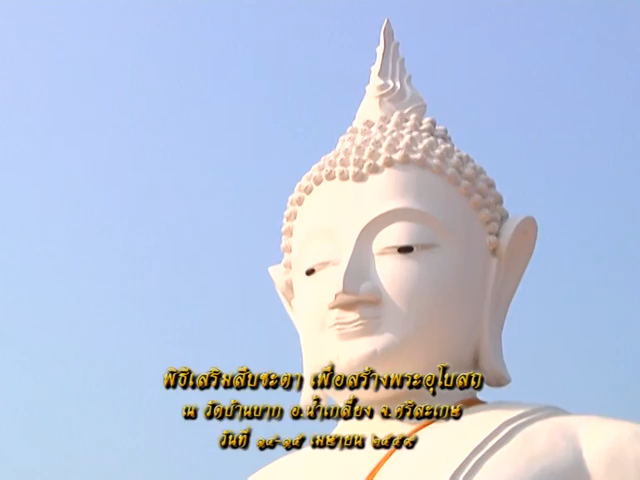 พิธีเสริมสืบชะตา เพื่อสร้างพระอุโบสถ
ณ วัดบ้านบาก อ.น้ำเกลี้ยง จ.ศรีสะเกษ
วันที่ ๑๔-๑๕ เมษายน ๒๕๕๙